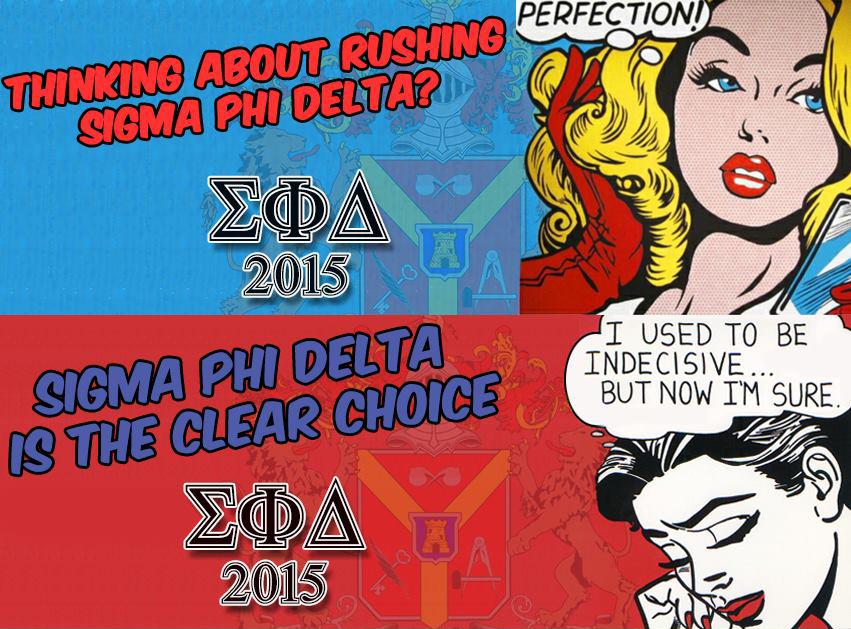 THINKING ABOUT RUSHING
SIGMA PHI DELTA?
ΣΦΔ
2015
PERFECTION!
SIGMA PHI DELTA
IS THE CLEAR CHOICE
ΣΦΔ
2015
I USED TO BE
INDECISIVE...
BUT NOW I'M SURE.